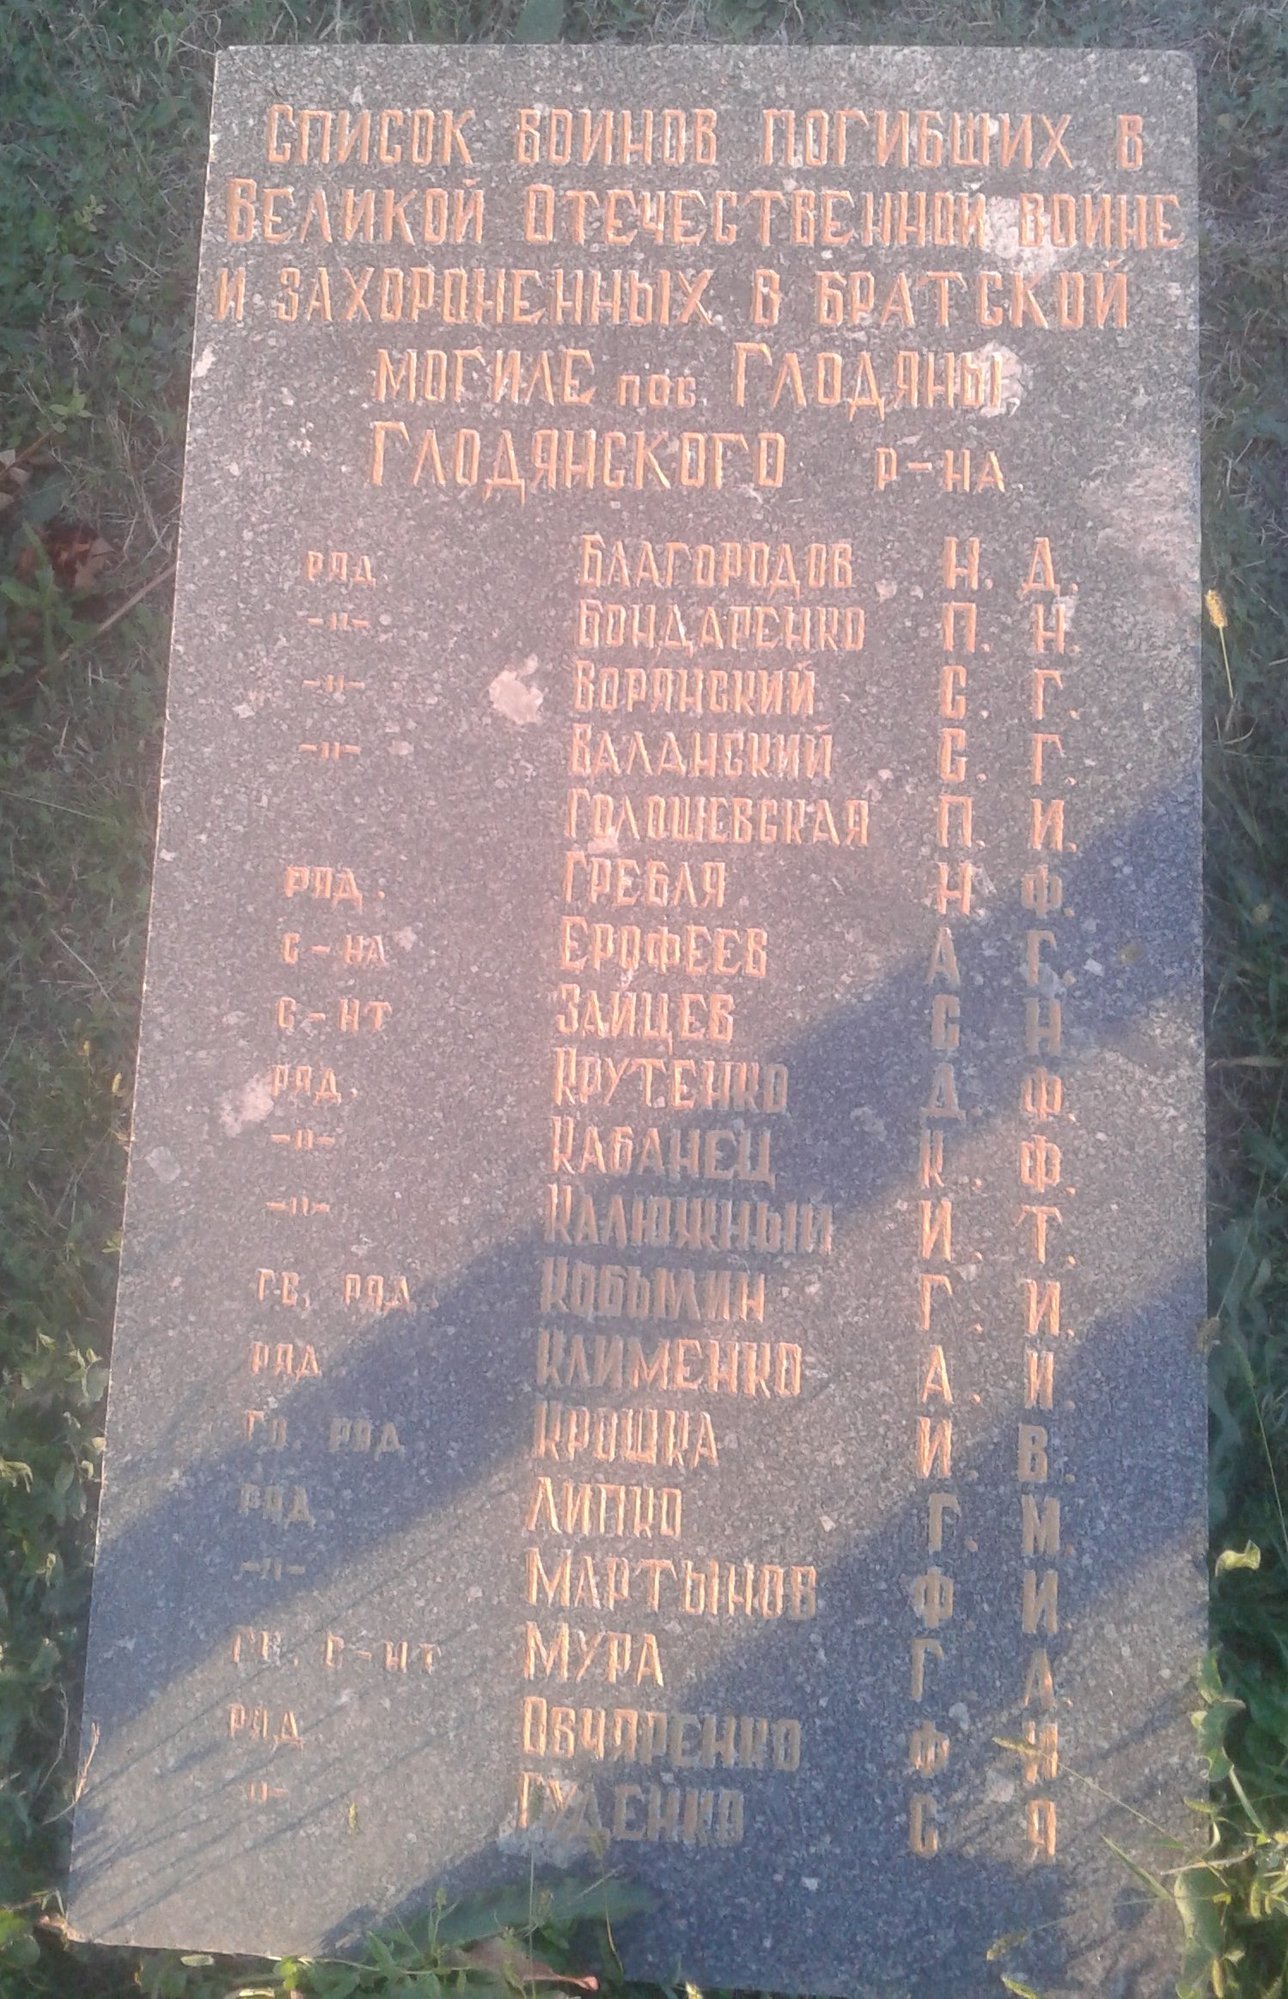 Список воинов погибших в
Великой Отечественной войне
и захороненных в братской
могиле пос. Глодяны
Глодянского р-на
ряд. Благородов Н. Д.
-"- Бондаренко П. Н.
-"- Ворянский С. Г.
-"- Валанский С. Г.
Голошевская П. И.
ряд. Гребля Н. Ф.
с-на Ерофеев А. Г.
с-нт Зайцев С Н
ряд. Крутенко Д. Ф.
-"- Кабанец К. Ф.
-"- Калюжный И. Т.
гв. ряд. Кобылин Г. И.
ряд Клименко А. И.
гв. ряд Крошка И. В.
ряд. Липко Г. М.
-"- Мартынов Ф. И
гв. с-нт Мура Г А.
ряд Овчаренко Ф
-"- Гуденко С Я